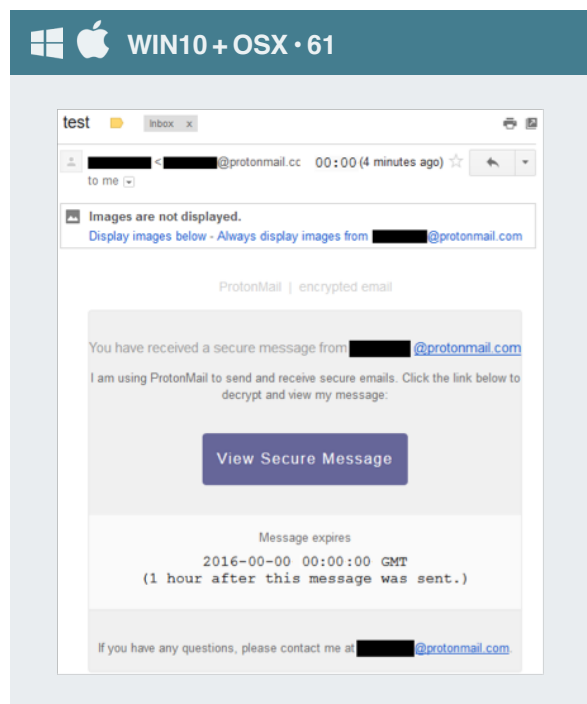 WIN10 + OSX • 61
test Inbox x
< @protonmail.cc 00:00 (4 minutes ago)
to me
Images are not displayed.
Display images below - Always display images from @protonmail.com
ProtonMail | encrypted email
You have received a secure message from @protonmail.com
I am using ProtonMail to send and receive secure emails. Click the link below to
decrypt and view my message:
View Secure Message
Message expires
2016-00-00 00:00:00 GMT
(1 hour after this message was sent.)
If you have any questions, please contact me at @protonmail.com.